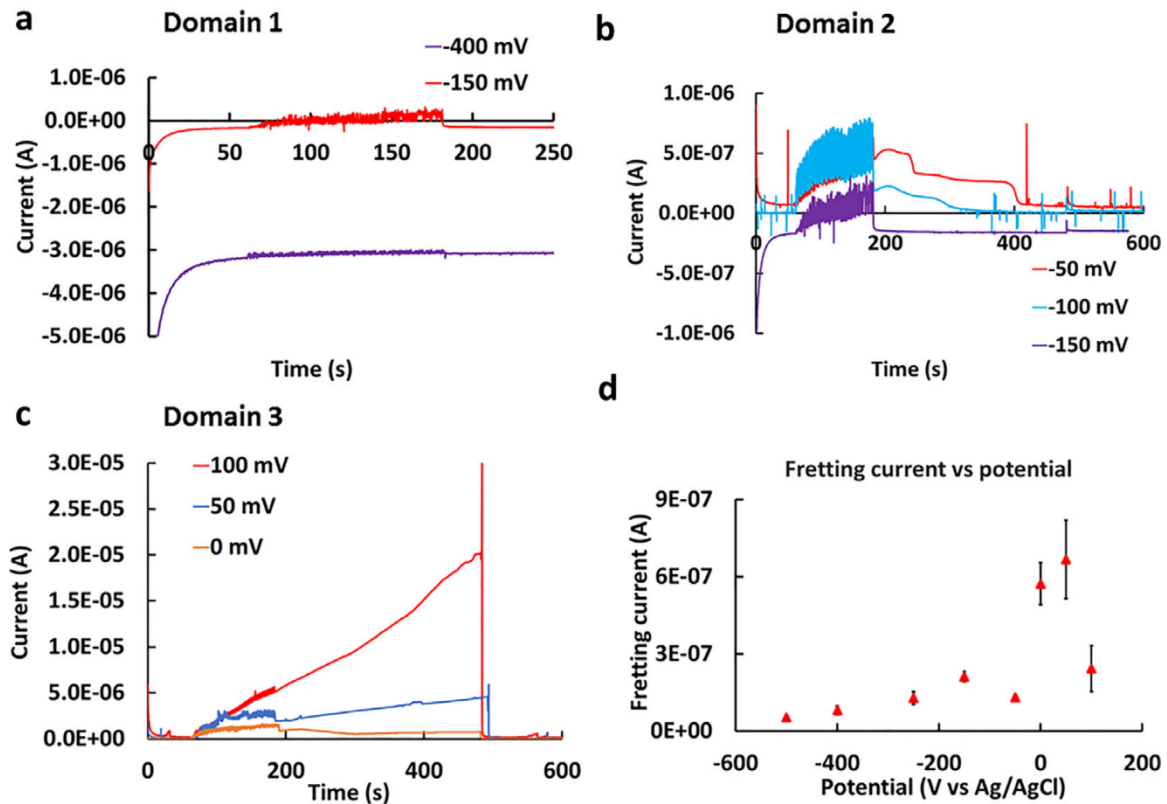 a
Domain 1
-400 mV
-150 mV
1.0E-06
0.0E+00
-1.0E-06
-2.0E-06
-3.0E-06
-4.0E-06
-5.0E-06
0 50 100 150 200 250
Current (A)
Time (s)
b
Domain 2
1.0E-06
5.0E-07
0.0E+00
-5.0E-07
-1.0E-06
0 200 400 600
Current (A)
-50 mV
-100 mV
-150 mV
Time (s)
c
Domain 3
100 mV
50 mV
0 mV
3.0E-05
2.5E-05
2.0E-05
1.5E-05
1.0E-05
5.0E-06
0.0E+00
0 200 400 600
Current (A)
Time (s)
d
Fretting current vs potential
9E-07
6E-07
3E-07
0E+00
-600 -400 -200 0 200
Fretting current (A)
Potential (V vs Ag/AgCl)